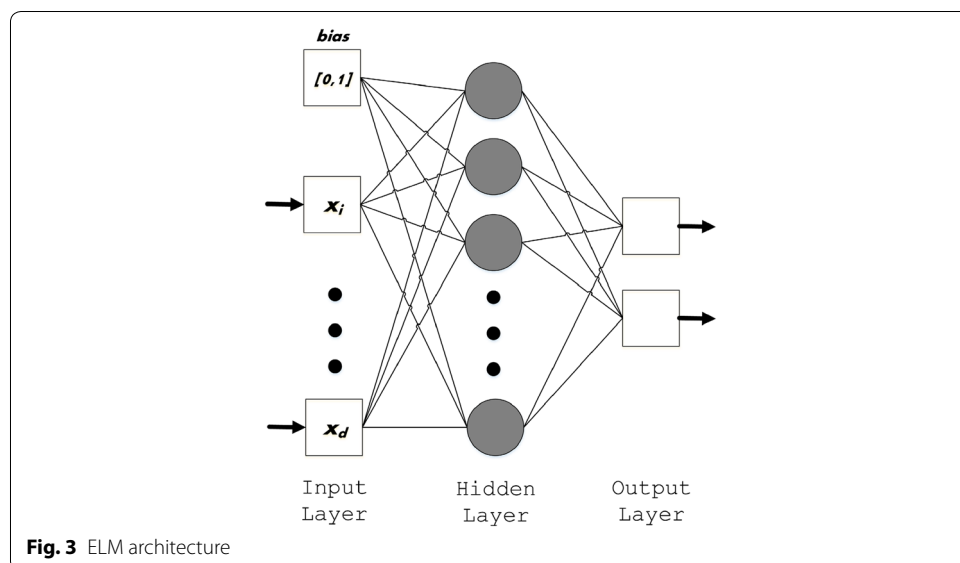 bias
[0,1]
xi
xd
Input Layer
Hidden Layer
Output Layer
Fig. 3 ELM architecture